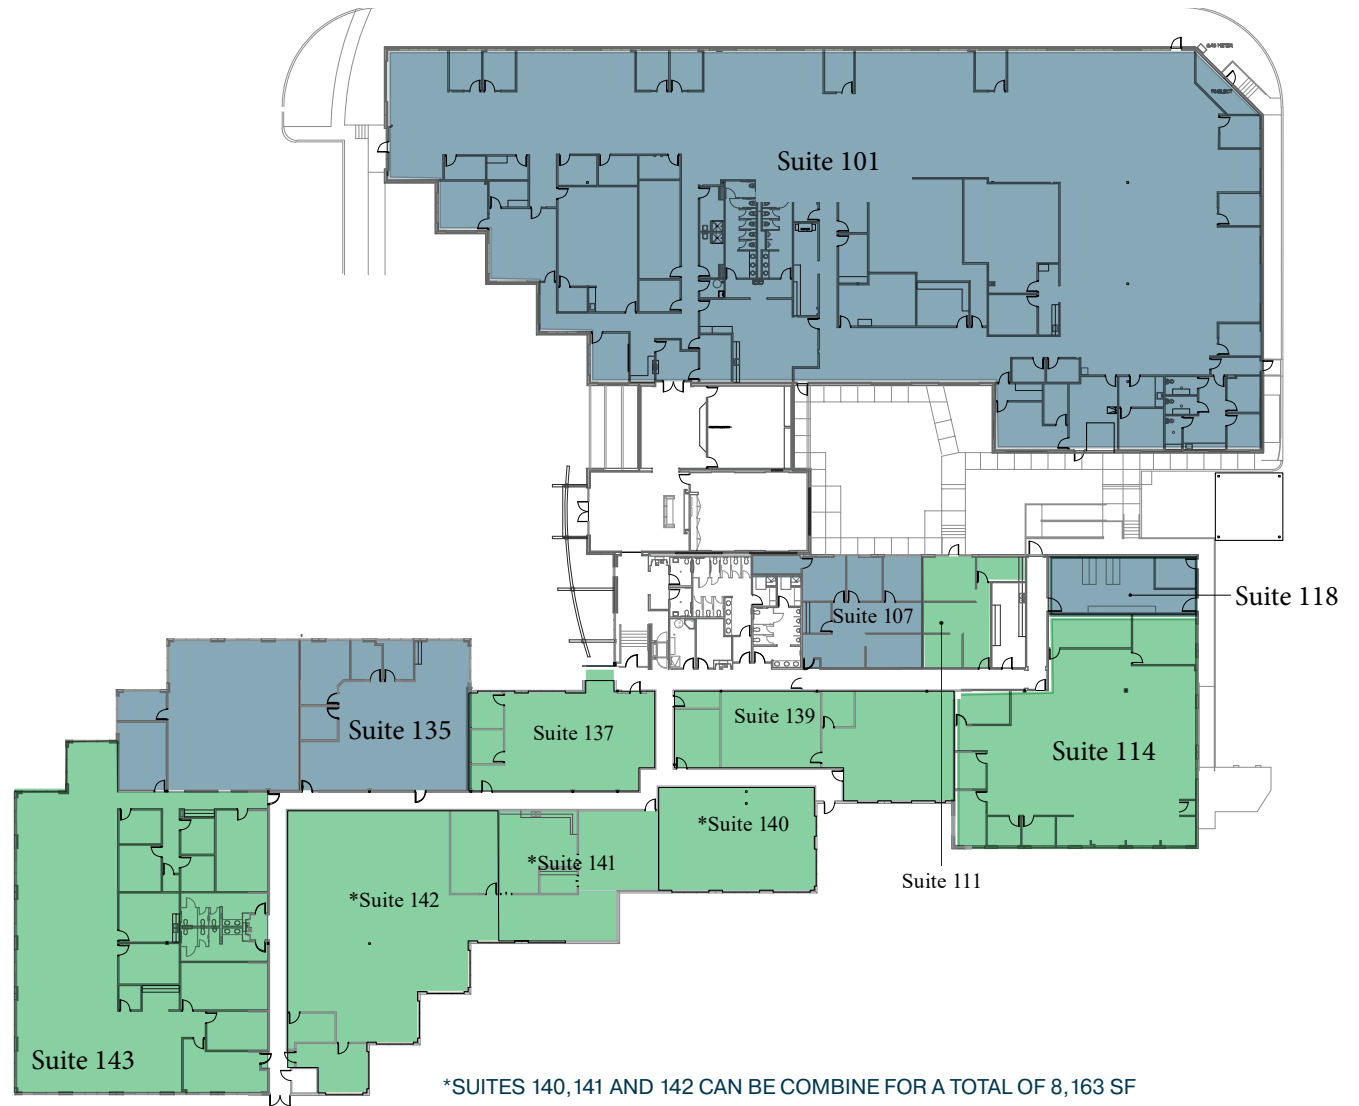 GAS METER
Suite 101
Suite 118
Suite 107
Suite 139
Suite 137
Suite 135
Suite 114
*Suite 140
*Suite 141
Suite 111
*Suite 142
Suite 143
*SUITES 140,141 AND 142 CAN BE COMBINE FOR A TOTAL OF 8,163 SF